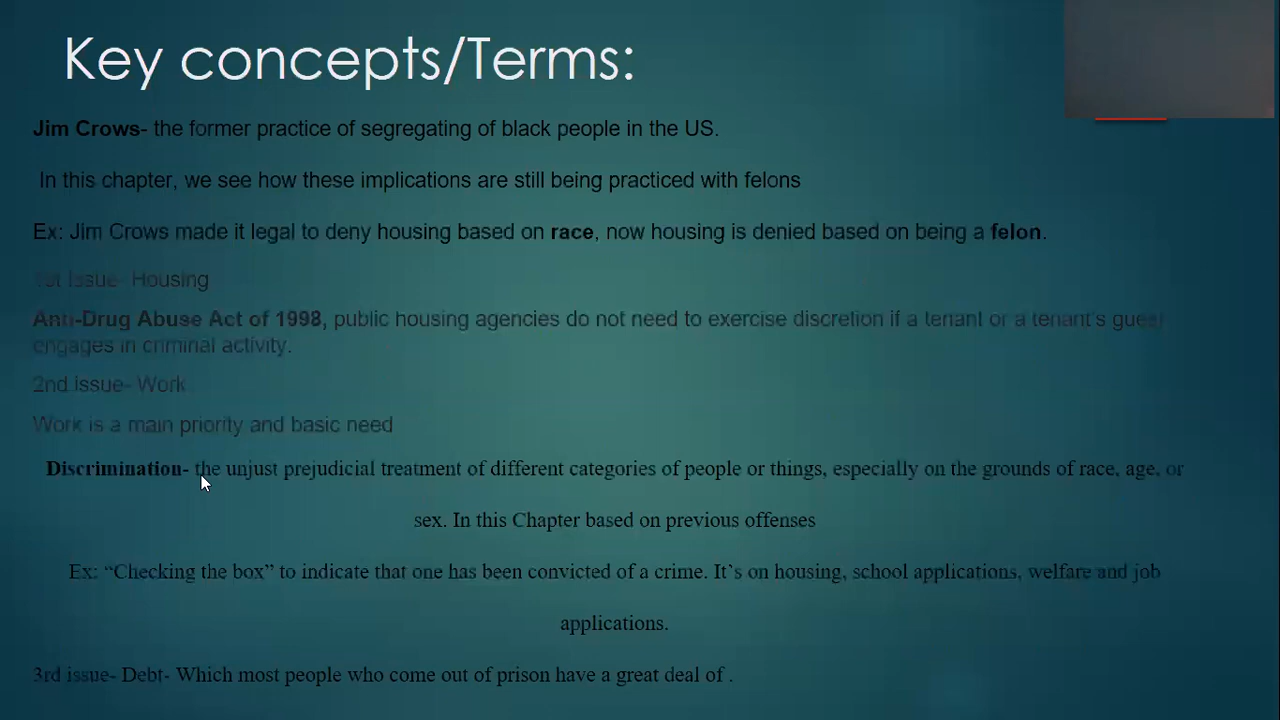 Key concepts/Terms:
Jim Crows- the former practice of segregating of black people in the US.
In this chapter, we see how these implications are still being practiced with felons
Ex: Jim Crows made it legal to deny housing based on race, now housing is denied based on being a felon.
1st Issue- Housing
Anti-Drug Abuse Act of 1998, public housing agencies do not need to exercise discretion if a tenant or a tenant's guest
engages in criminal activity.
2nd issue- Work
Work is a main priority and basic need
Discrimination- the unjust prejudicial treatment of different categories of people or things, especially on the grounds of race, age, or
sex. In this Chapter based on previous offenses
Ex: “Checking the box” to indicate that one has been convicted of a crime. It`s on housing, school applications, welfare and job
applications.
3rd issue- Debt- Which most people who come out of prison have a great deal of .